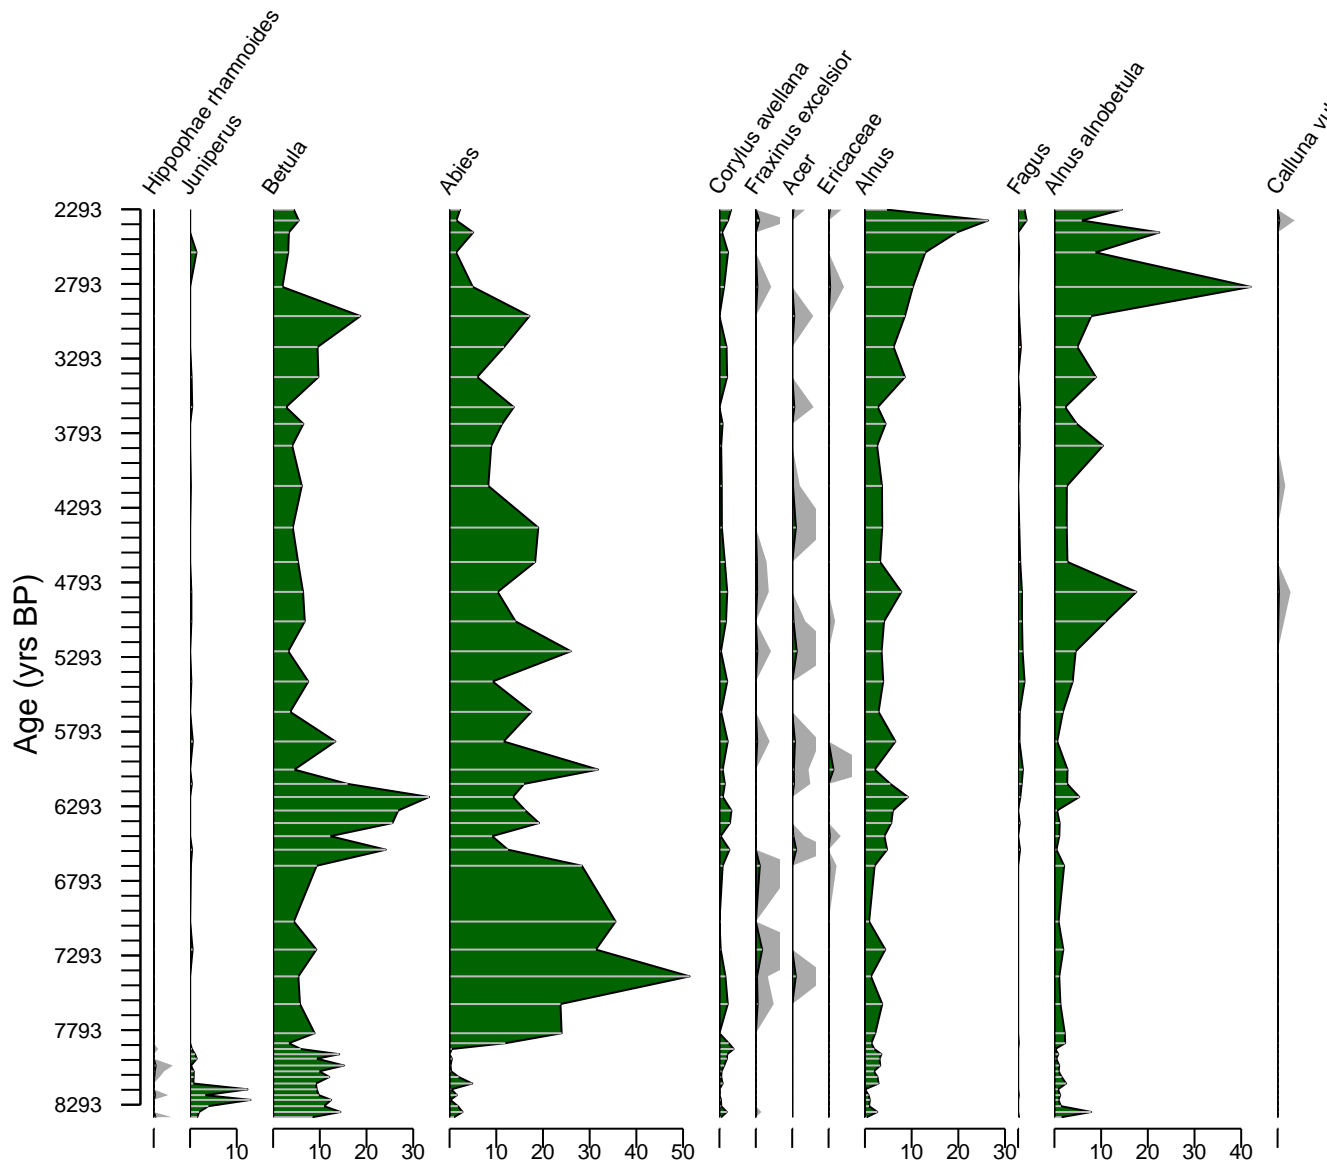 Hippophae rhamnoides
Juniperus
Betula
Abies
Corylus avellana
Fraxinus excelsior
Acer
Ericaceae
Alnus
Fagus
Alnus alnobetula
Calluna
Age (yrs BP)
2293
2793
3293
3793
4293
4793
5293
5793
6293
6793
7293
7793
8293
10
10 20 30
10 20 30 40 50
10 20 30
10 20 30 40